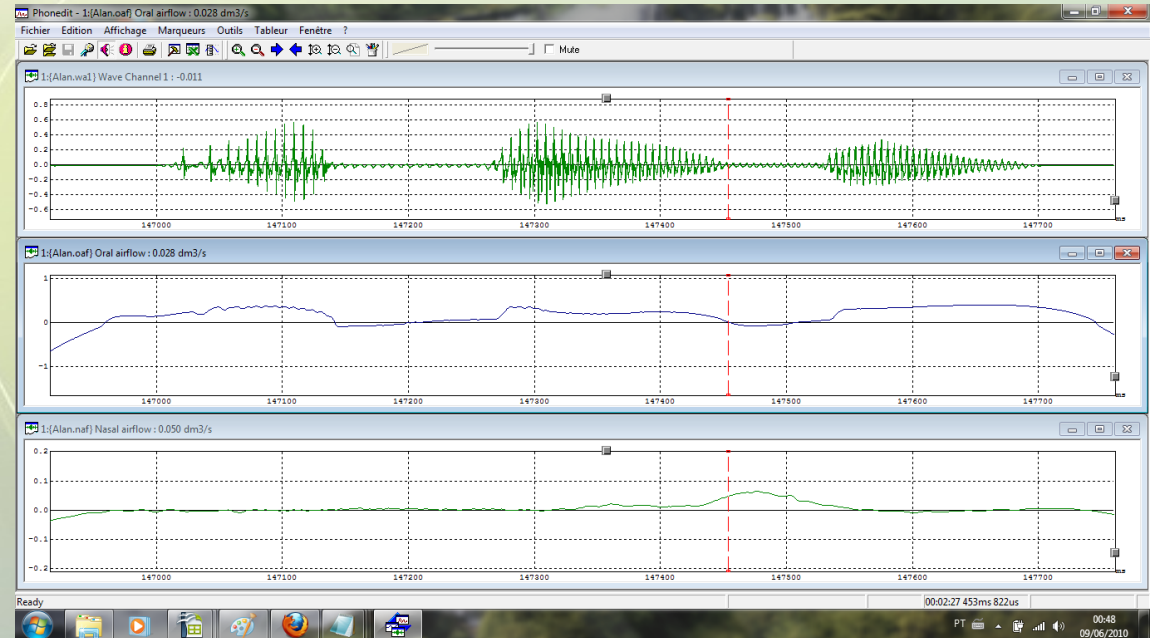 Phonedit - 1:{Alan.oaf} Oral airflow : 0.028 dm3/s
Fichier Edition Affichage Marqueurs Outils Tableur Fenêtre ?
Mute
1:{Alan.wa1} Wave Channel 1 : -0.011
0.8
0.6
0.4
0.2
0.0
-0.2
-0.4
-0.6
147000 147100 147200 147300 147400 147500 147600 147700 ms
1:{Alan.oaf} Oral airflow : 0.028 dm3/s
1
0
-1
147000 147100 147200 147300 147400 147500 147600 147700 ms
1:{Alan.naf} Nasal airflow : 0.050 dm3/s
0.2
0.1
0.0
-0.1
-0.2
147000 147100 147200 147300 147400 147500 147600 147700 ms
Ready 00:02:27 453ms 822us
PT 00:48
09/06/2010